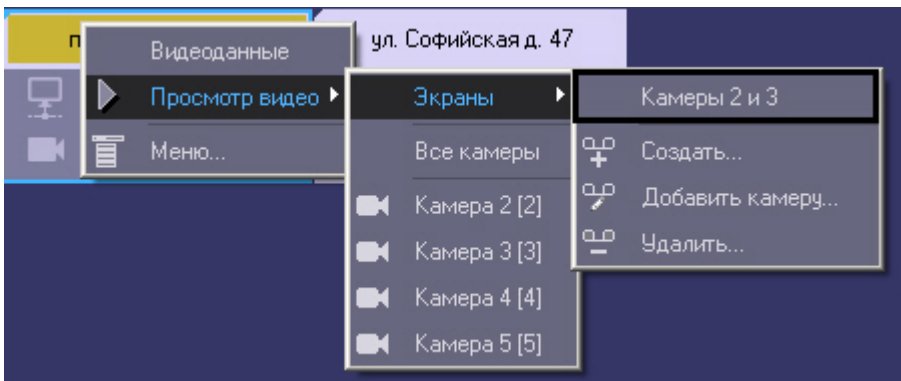 п
ул. Софийская д. 47
Видеоданные
Просмотр видео
Меню...
Экраны
Все камеры
Камера 2 [2]
Камера 3 [3]
Камера 4 [4]
Камера 5 [5]
Камеры 2 и 3
Создать...
Добавить камеру...
Удалить...